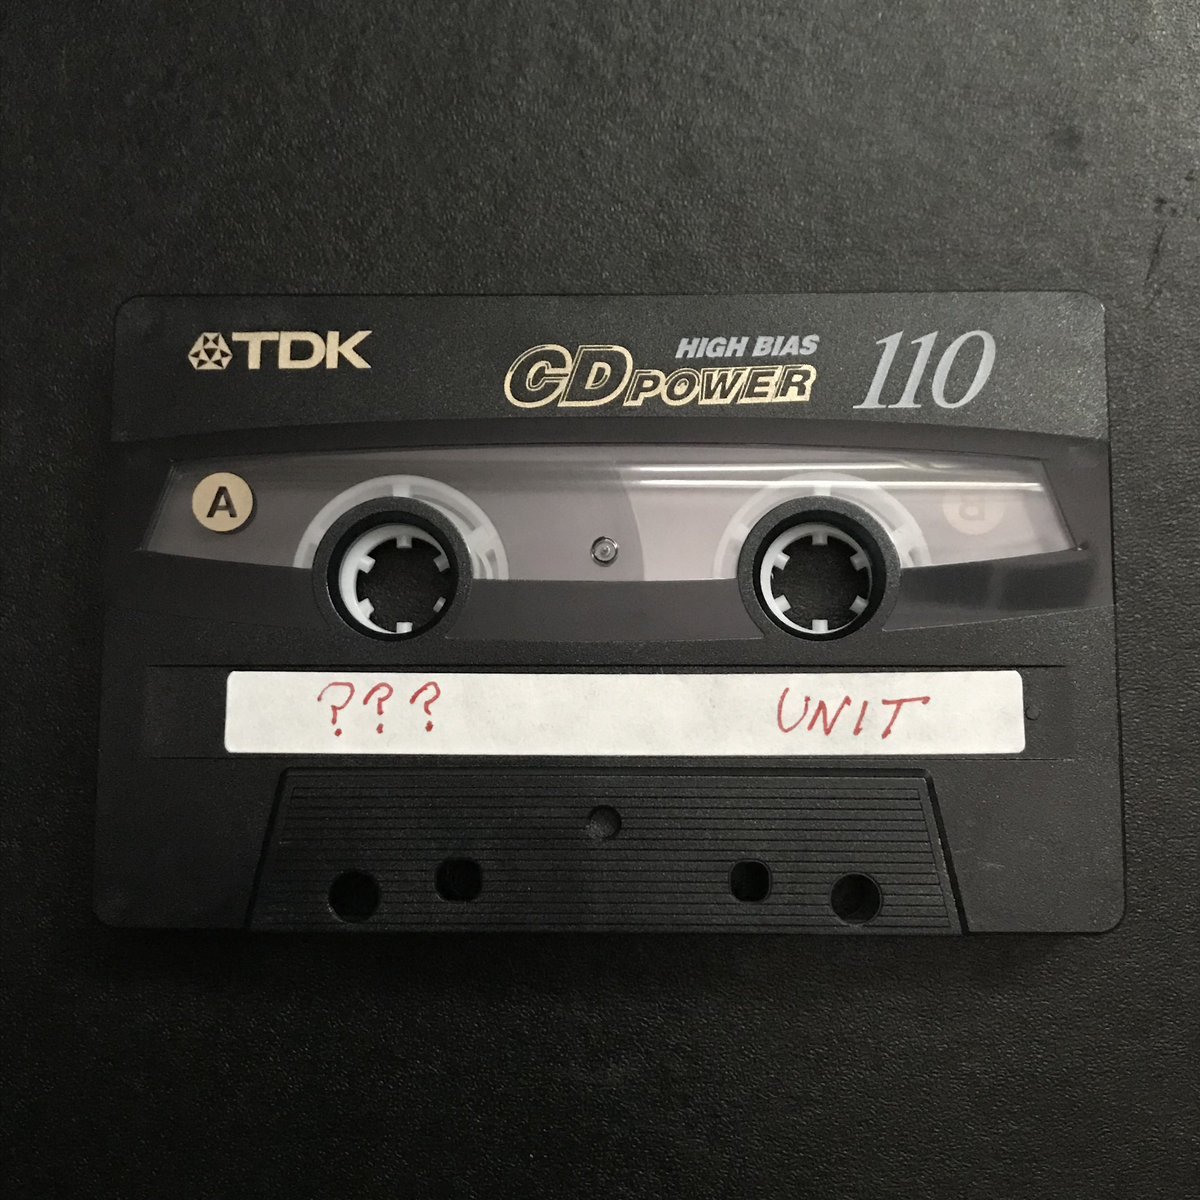 TDK
HIGH BIAS
CD POWER
110
A
??? UNIT